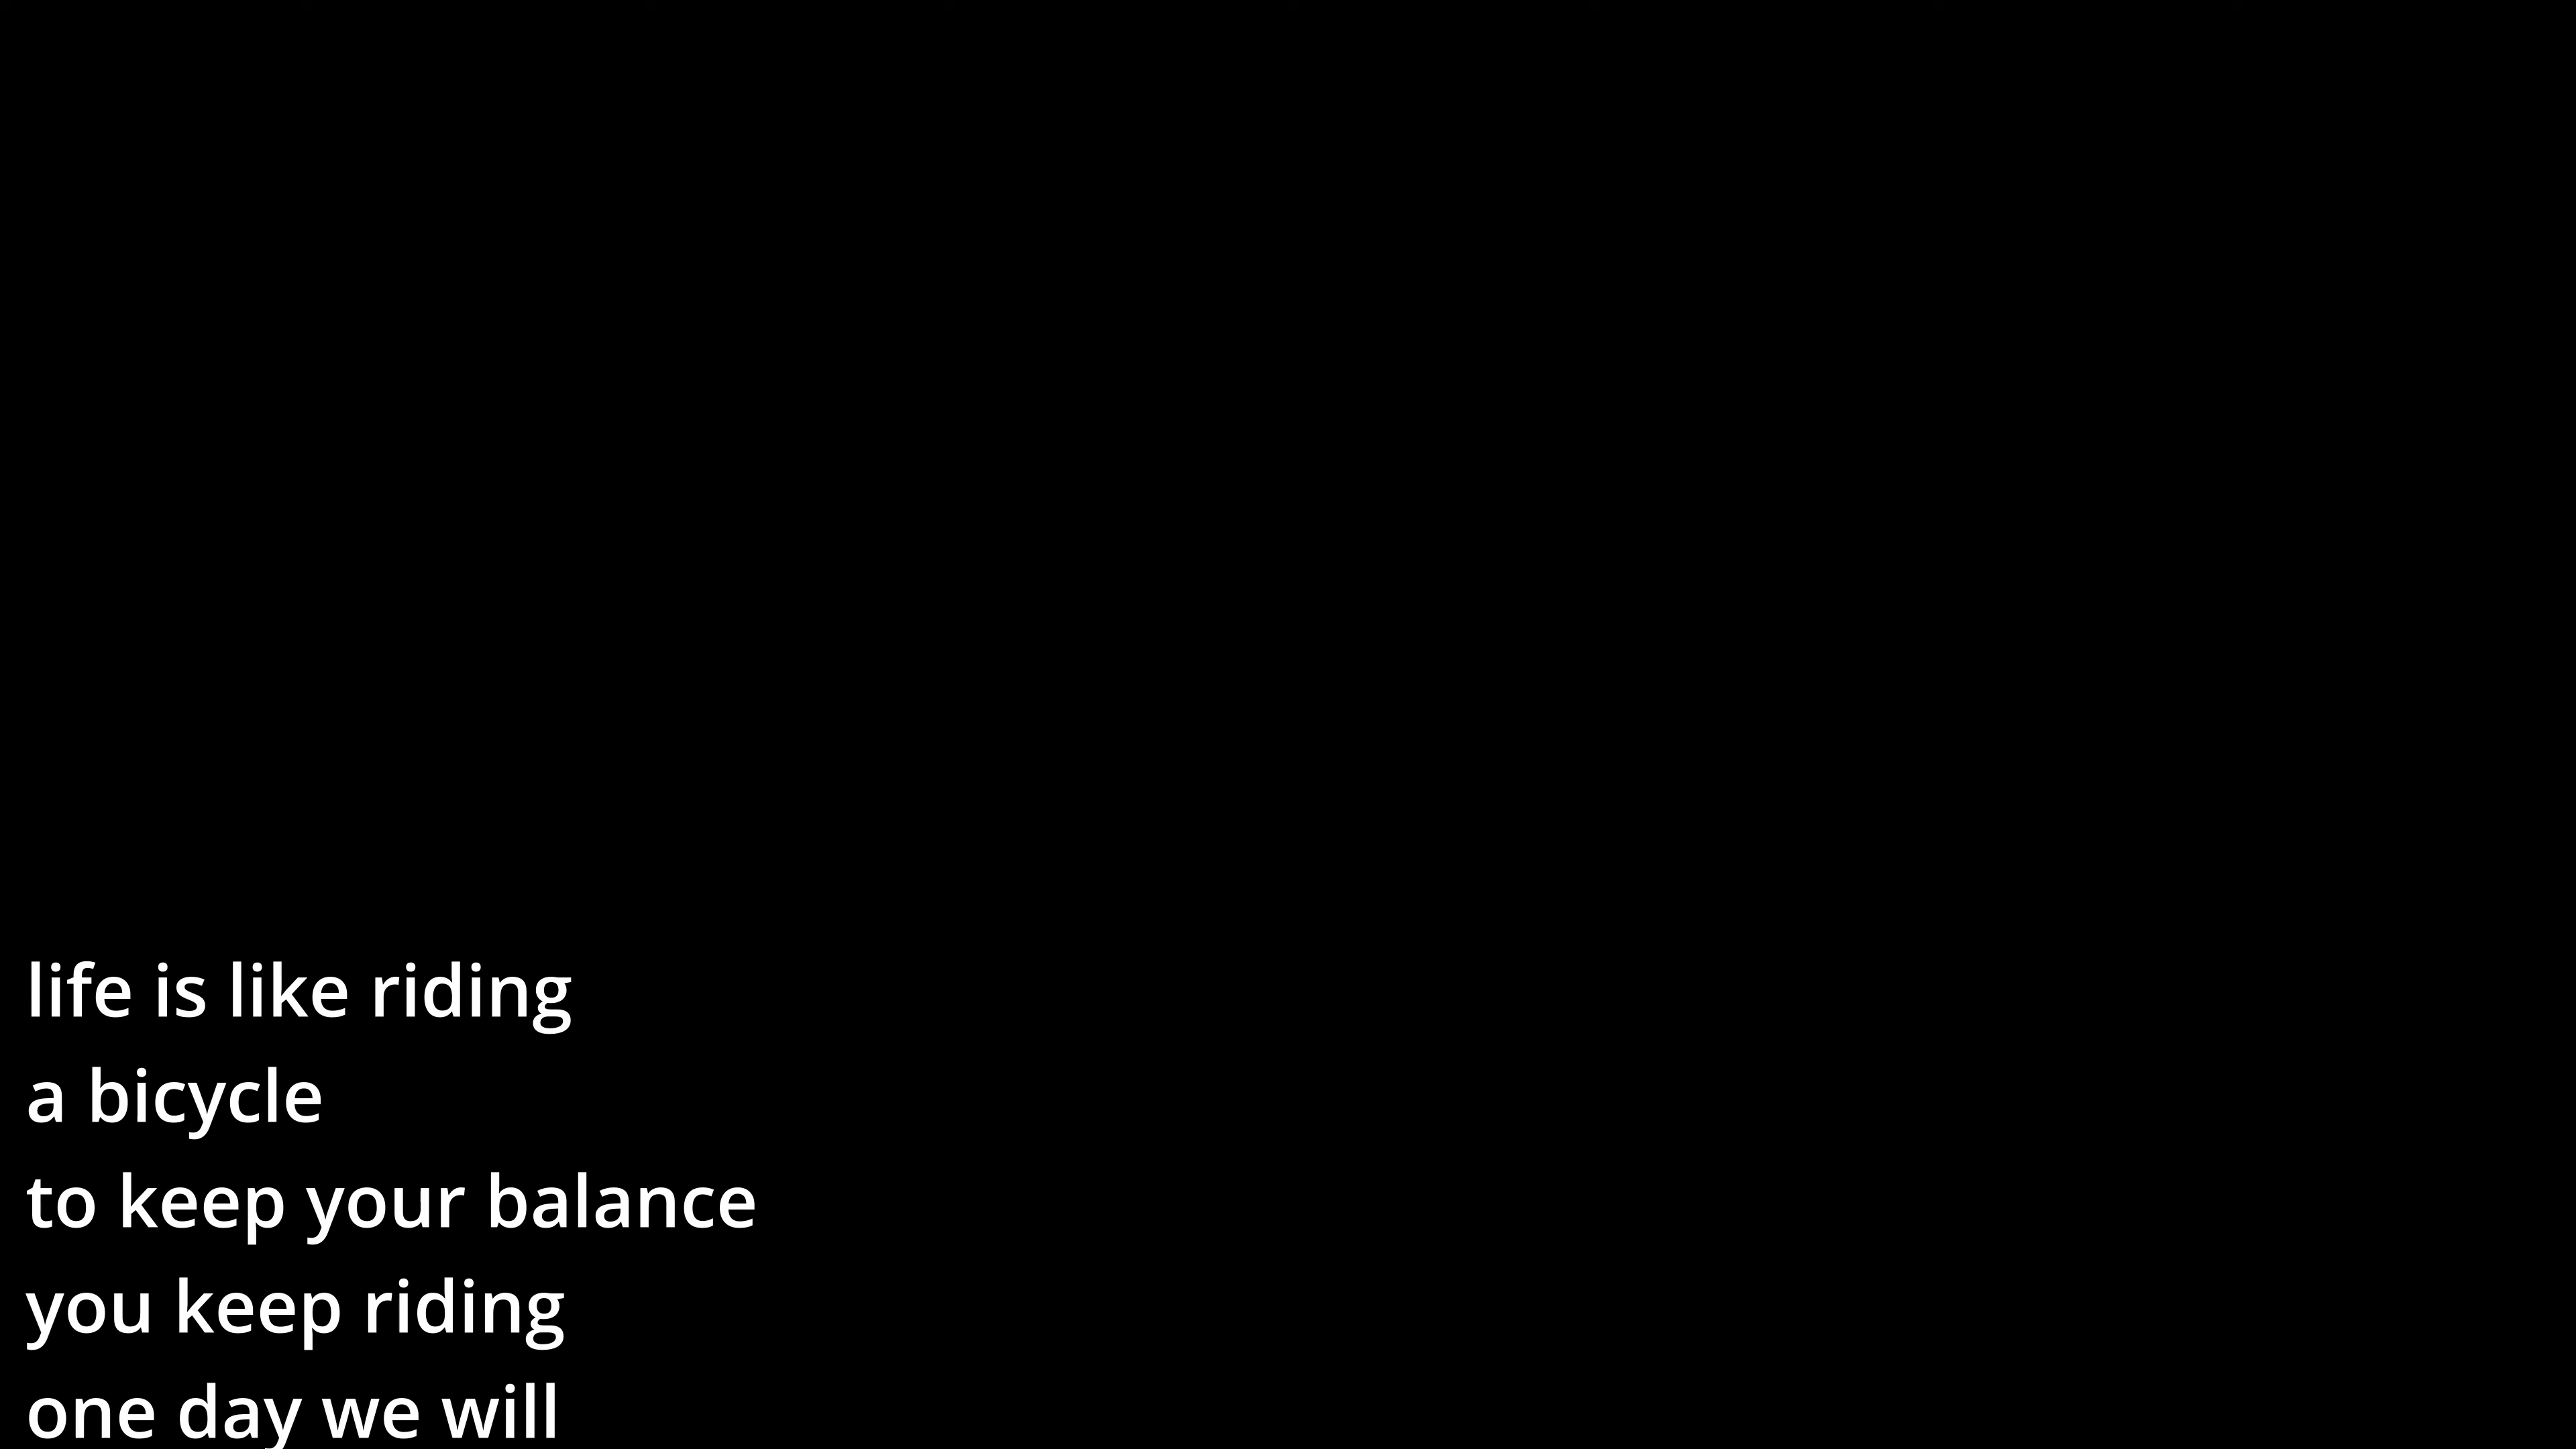 life is like riding
a bicycle
to keep your balance
you keep riding
one day we will